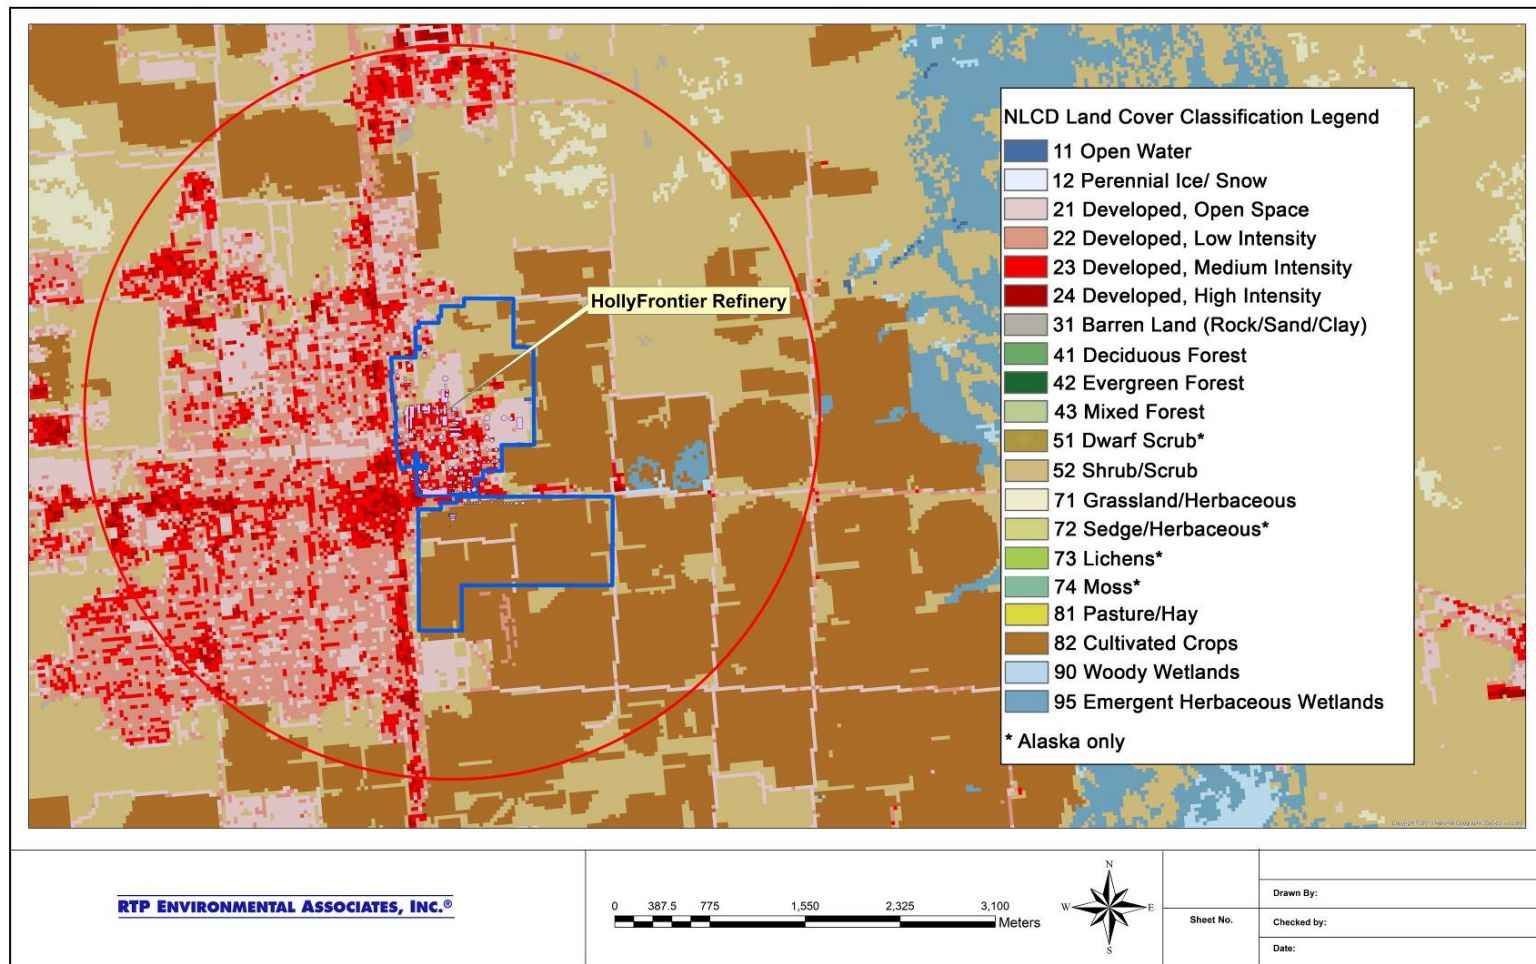 HollyFrontier Refinery
NLCD Land Cover Classification Legend
11 Open Water
12 Perennial Ice/ Snow
21 Developed, Open Space
22 Developed, Low Intensity
23 Developed, Medium Intensity
24 Developed, High Intensity
31 Barren Land (Rock/Sand/Clay)
41 Deciduous Forest
42 Evergreen Forest
43 Mixed Forest
51 Dwarf Scrub*
52 Shrub/Scrub
71 Grassland/Herbaceous
72 Sedge/Herbaceous*
73 Lichens*
74 Moss*
81 Pasture/Hay
82 Cultivated Crops
90 Woody Wetlands
95 Emergent Herbaceous Wetlands
* Alaska only
RTP ENVIRONMENTAL ASSOCIATES, INC.®
0 387.5 775 1,550 2,325 3,100
Meters
N
W E
S
Sheet No.
Drawn By:
Checked by:
Date: